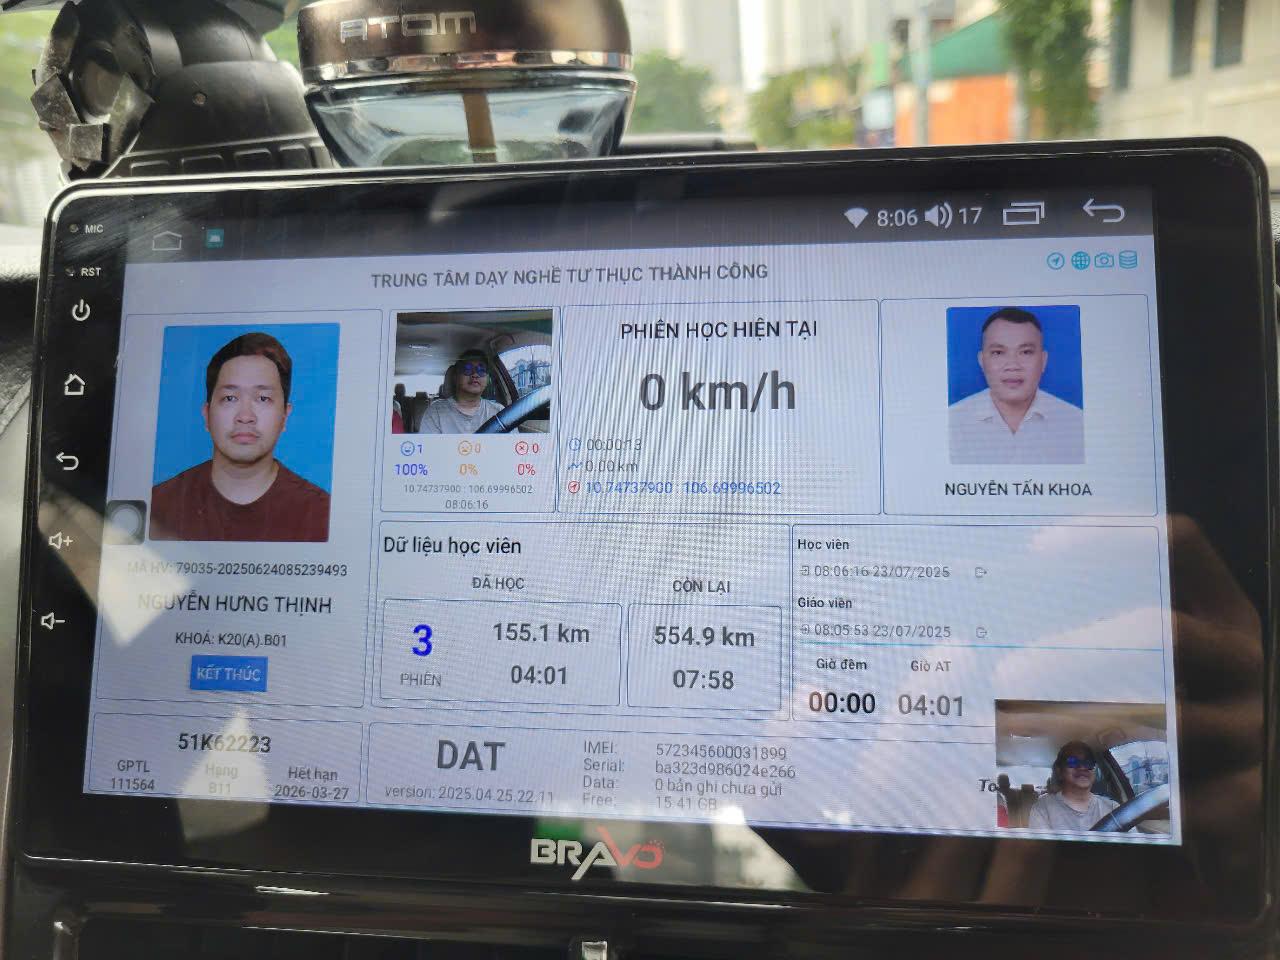 ATOM
MIC
8:06
17
RST
TRUNG TÂM DẠY NGHỀ TƯ THỤC THÀNH CÔNG
PHIÊN HỌC HIỆN TẠI
0 km/h
1
0
0
100%
0%
0%
00:00:13
0.00 km
10.74737900 : 106.69996502
10.74737900 : 106.69996502
08:06:16
NGUYỄN TẤN KHOA
MÃ HV: 79035-20250624085239493
NGUYỄN HƯNG THỊNH
KHOÁ: K20(A).B01
KẾT THÚC
Dữ liệu học viên
ĐÃ HỌC
CÒN LẠI
3
155.1 km
554.9 km
PHIÊN
04:01
07:58
Học viên
08:06:16 23/07/2025
Giáo viên
08:05:53 23/07/2025
Giờ đêm
Giờ AT
00:00
04:01
51K62223
GPTL
111564
Hạng
B11
Hết hạn
2026-03-27
DAT
version: 2025.04.25.22.11
IMEI: 572345600031899
Serial: ba323d986024e266
Data: 0 bản ghi chưa gửi
Free: 15.41 GB
BRAVO